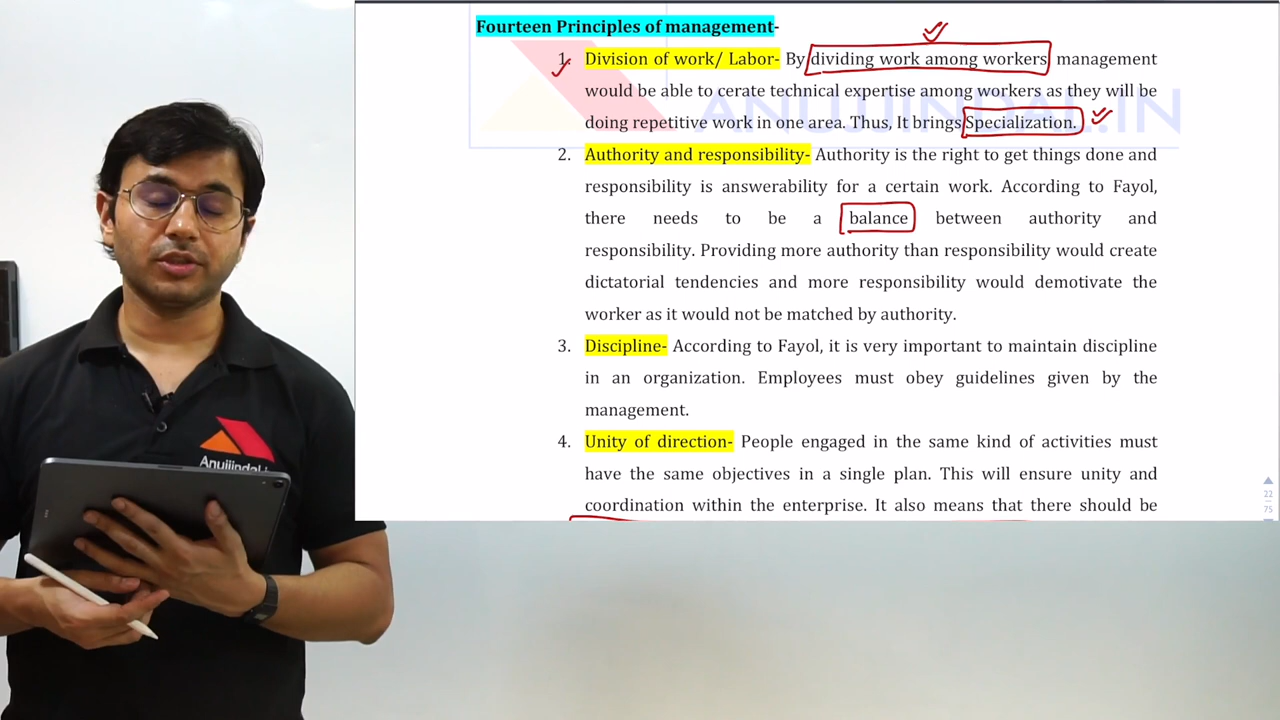 Fourteen Principles of management-
1. Division of work/ Labor- By dividing work among workers management
would be able to cerate technical expertise among workers as they will be
doing repetitive work in one area. Thus, It brings Specialization.
2. Authority and responsibility- Authority is the right to get things done and
responsibility is answerability for a certain work. According to Fayol,
there needs to be a balance between authority and
responsibility. Providing more authority than responsibility would create
dictatorial tendencies and more responsibility would demotivate the
worker as it would not be matched by authority.
3. Discipline- According to Fayol, it is very important to maintain discipline
in an organization. Employees must obey guidelines given by the
management.
4. Unity of direction- People engaged in the same kind of activities must
have the same objectives in a single plan. This will ensure unity and
coordination within the enterprise. It also means that there should be
ANUJJINDAL.IN
22
75